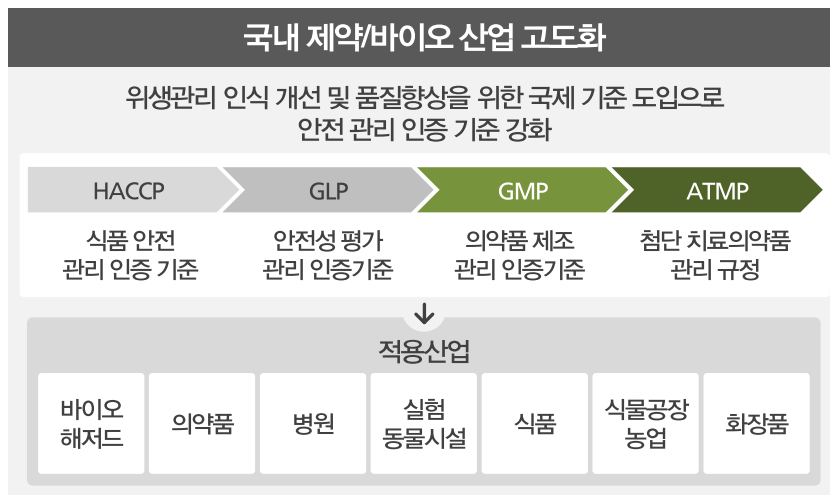 국내 제약/바이오 산업 고도화
위생관리 인식 개선 및 품질향상을 위한 국제 기준 도입으로
안전 관리 인증 기준 강화
HACCP
GLP
GMP
ATMP
식품 안전
관리 인증 기준
안전성 평가
관리 인증기준
의약품 제조
관리 인증기준
첨단 치료의약품
관리 규정
적용산업
바이오
해저드
의약품
병원
실험
동물시설
식품
식물공장
농업
화장품